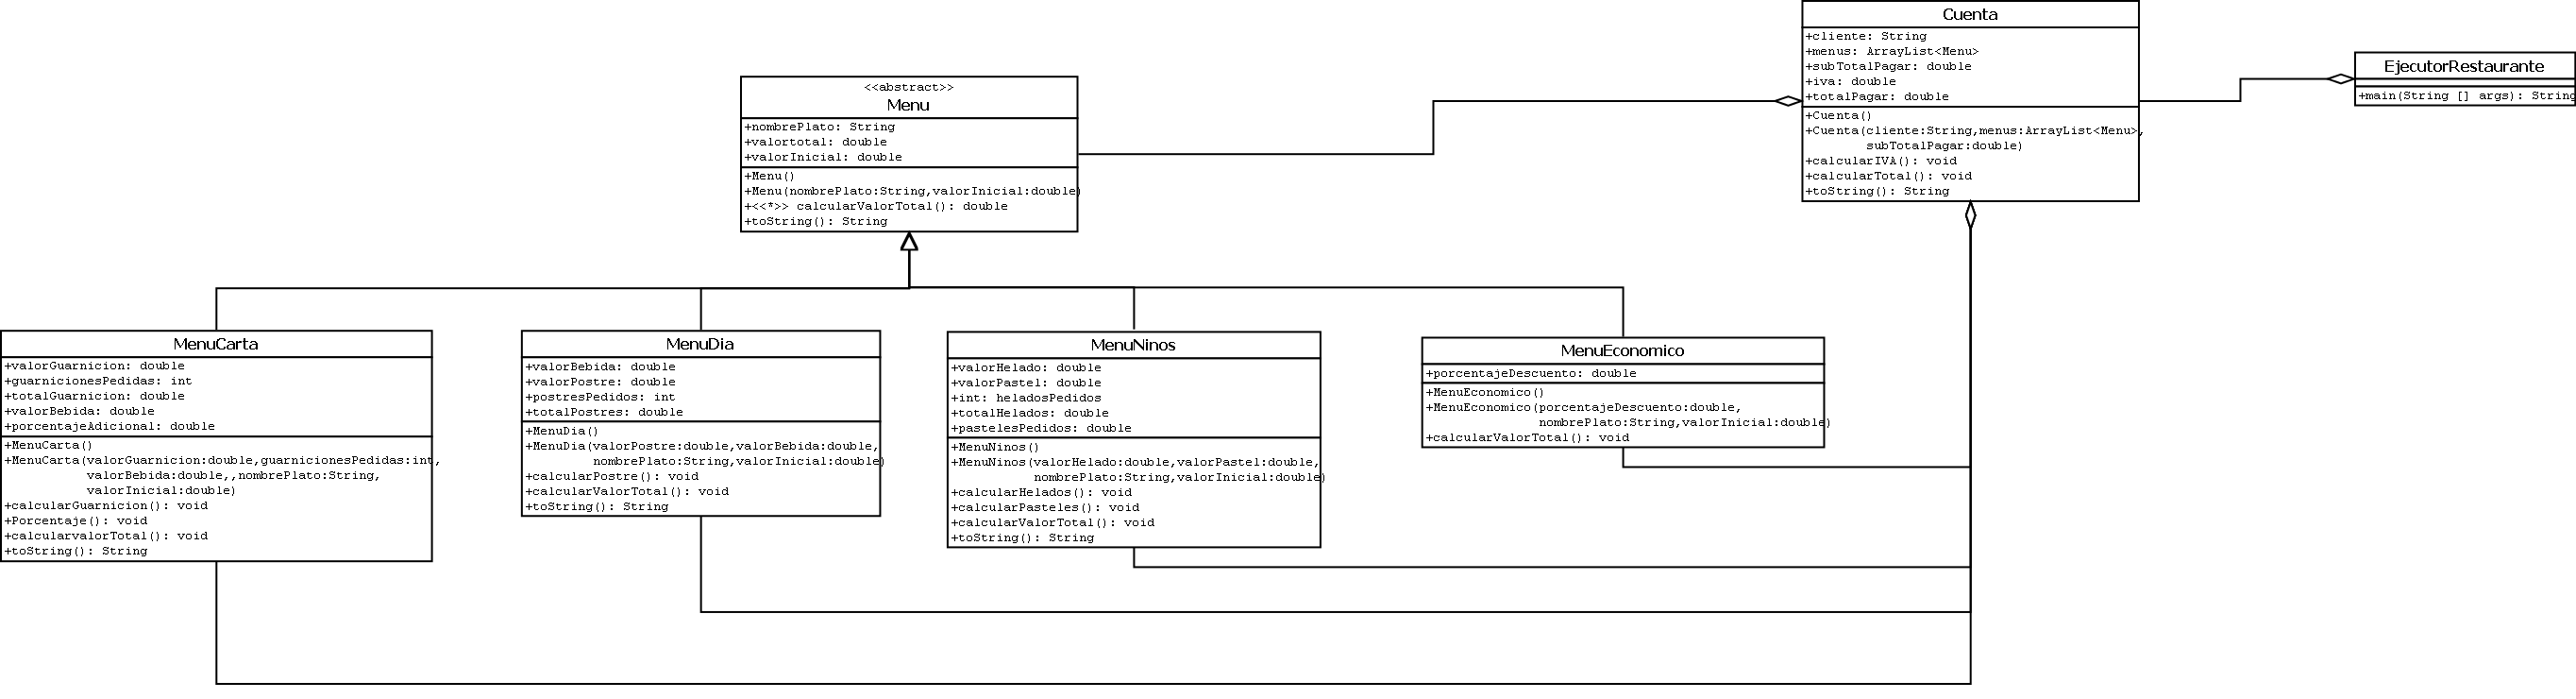 Cuenta
+cliente: String
+menus: ArrayList<Menu>
+subTotalPagar: double
+iva: double
+totalPagar: double
+Cuenta()
+Cuenta(cliente:String,menus:ArrayList<Menu>,
subTotalPagar:double)
+calcularIVA(): void
+calcularTotal(): void
+toString(): String
EjecutorRestaurante
+main(String [] args): String
<<abstract>>
Menu
+nombrePlato: String
+valortotal: double
+valorInicial: double
+Menu()
+Menu(nombrePlato:String,valorInicial:double)
+<<*>> calcularValorTotal(): double
+toString(): String
MenuCarta
+valorGuarnicion: double
+guarnicionesPedidas: int
+totalGuarnicion: double
+valorBebida: double
+porcentajeAdicional: double
+MenuCarta()
+MenuCarta(valorGuarnicion:double,guarnicionesPedidas:int,
valorBebida:double,,nombrePlato:String,
valorInicial:double)
+calcularGuarnicion(): void
+Porcentaje(): void
+calcularvalorTotal(): void
+toString(): String
MenuDia
+valorBebida: double
+valorPostre: double
+postresPedidos: int
+totalPostres: double
+MenuDia()
+MenuDia(valorPostre:double,valorBebida:double,
nombrePlato:String,valorInicial:double)
+calcularPostre(): void
+calcularValorTotal(): void
+toString(): String
MenuNinos
+valorHelado: double
+valorPastel: double
+int: heladosPedidos
+totalHelados: double
+pastelesPedidos: double
+MenuNinos()
+MenuNinos(valorHelado:double,valorPastel:double,
nombrePlato:String,valorInicial:double)
+calcularHelados(): void
+calcularPasteles(): void
+calcularValorTotal(): void
+toString(): String
MenuEconomico
+porcentajeDescuento: double
+MenuEconomico()
+MenuEconomico(porcentajeDescuento:double,
nombrePlato:String,valorInicial:double)
+calcularValorTotal(): void